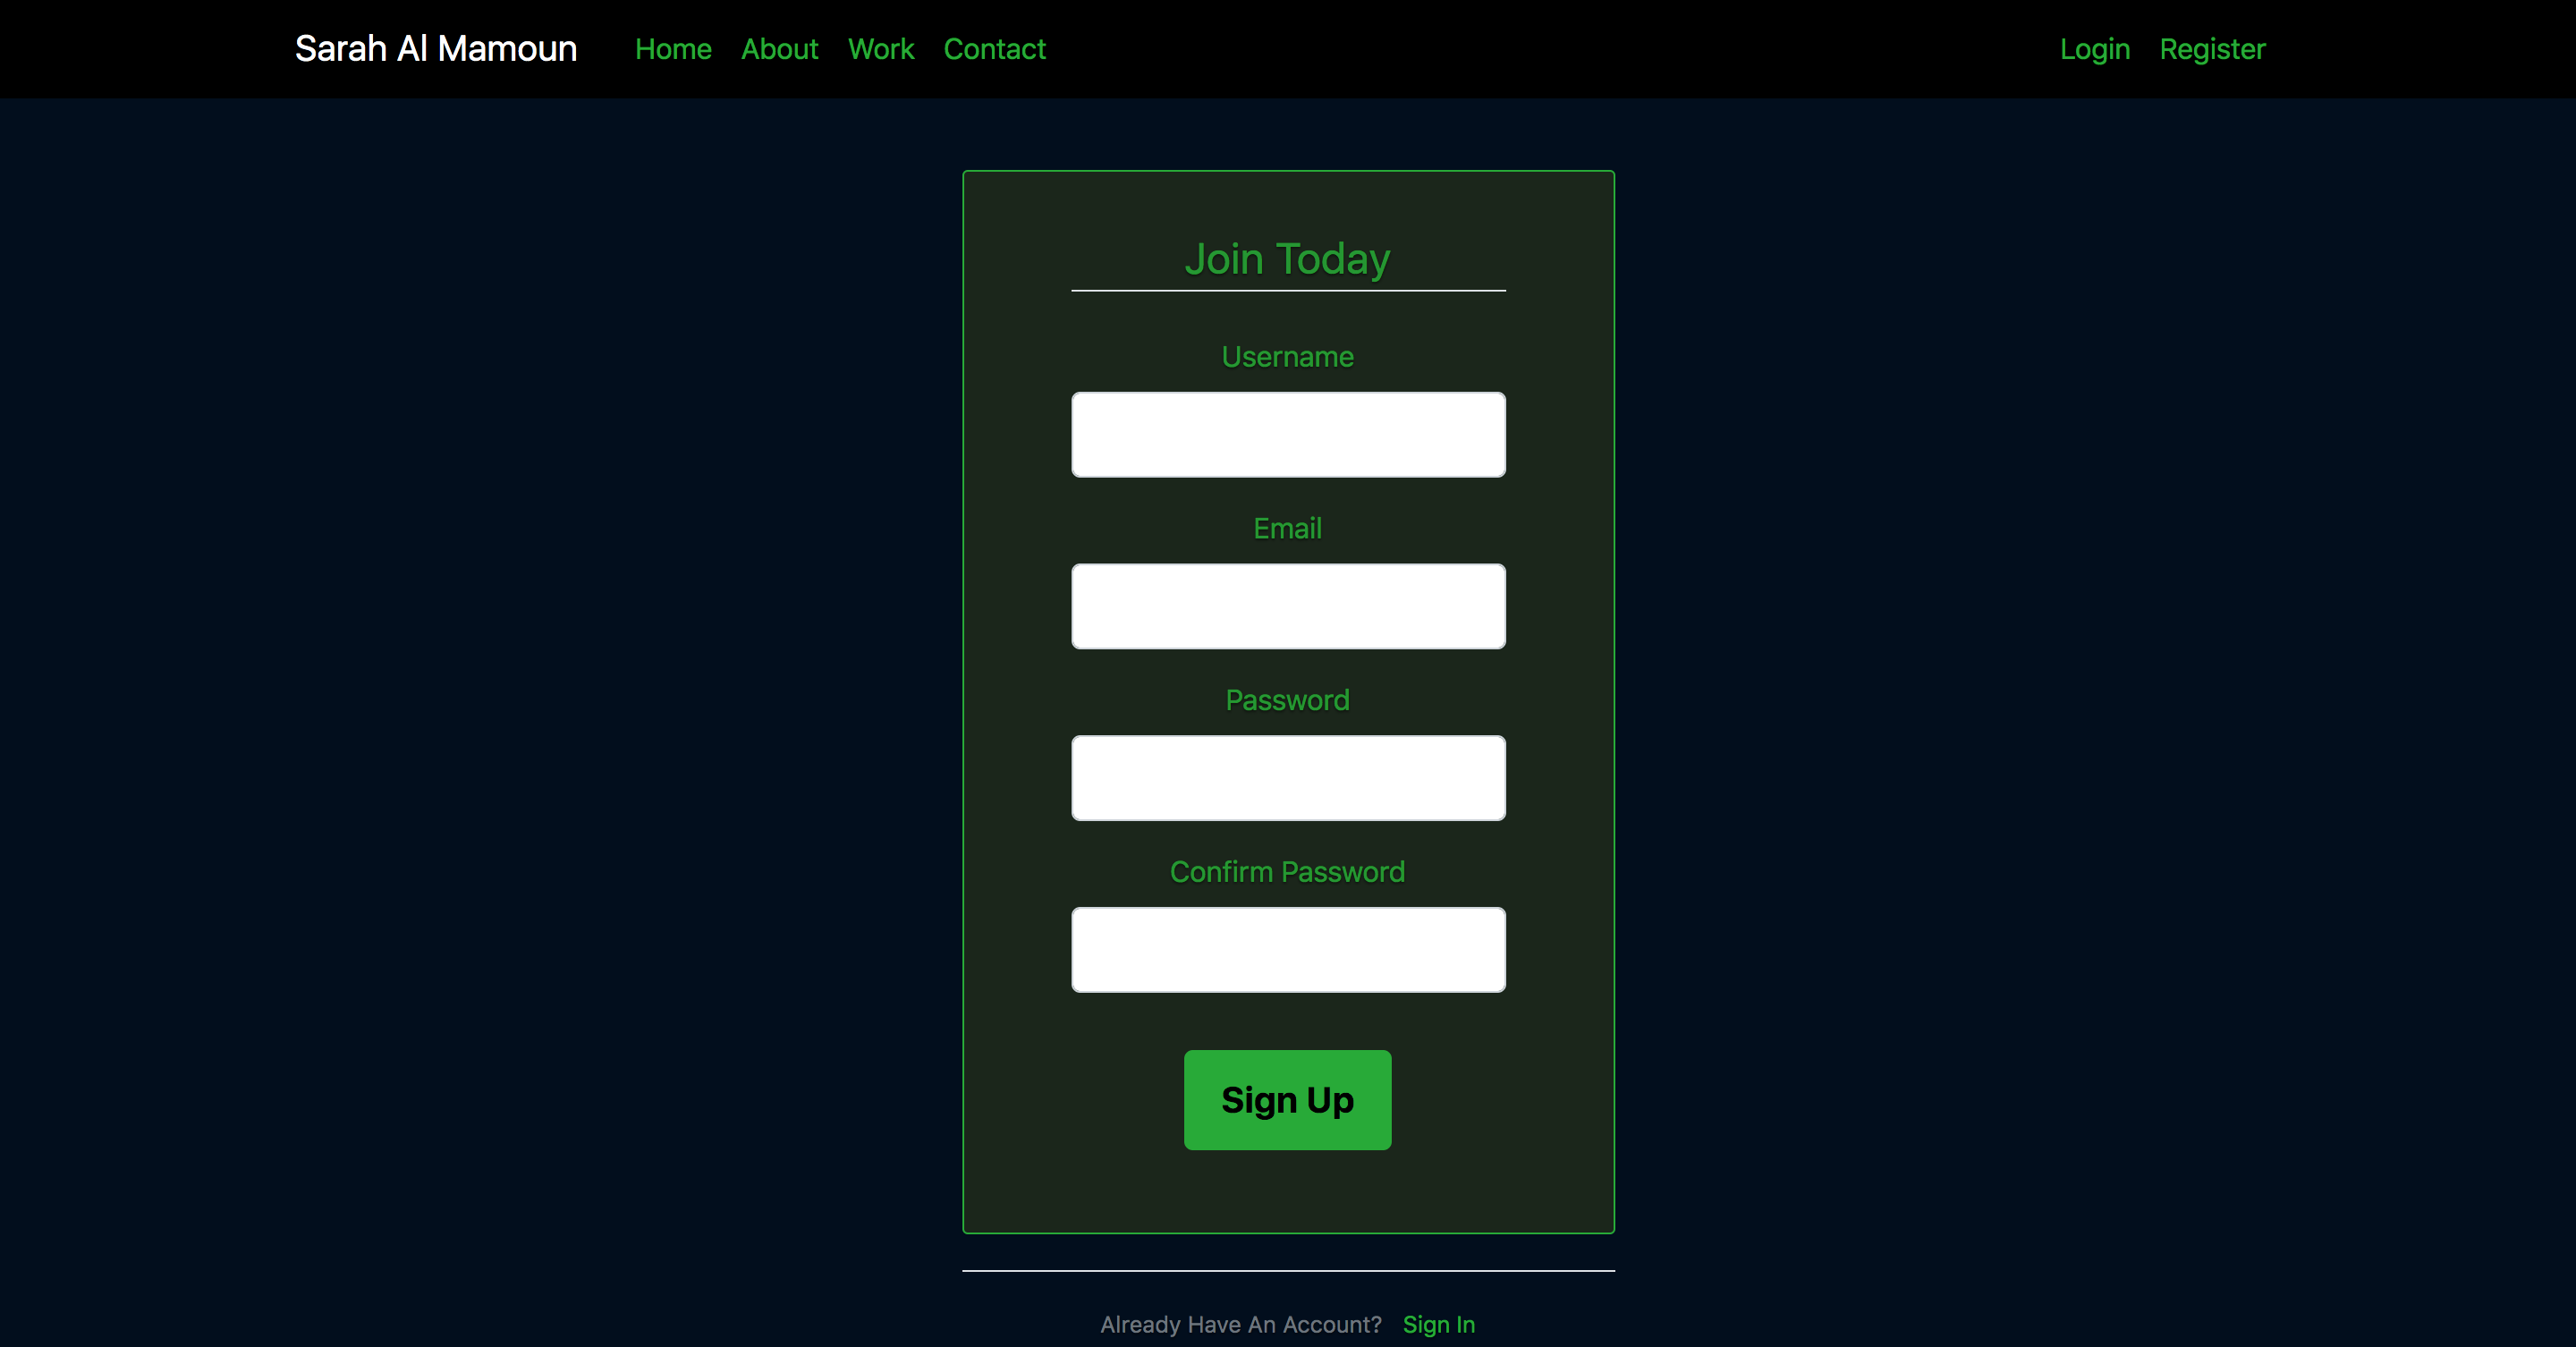 Sarah Al Mamoun Home About Work Contact Login Register
Join Today
Username
Email
Password
Confirm Password
Sign Up
Already Have An Account? Sign In